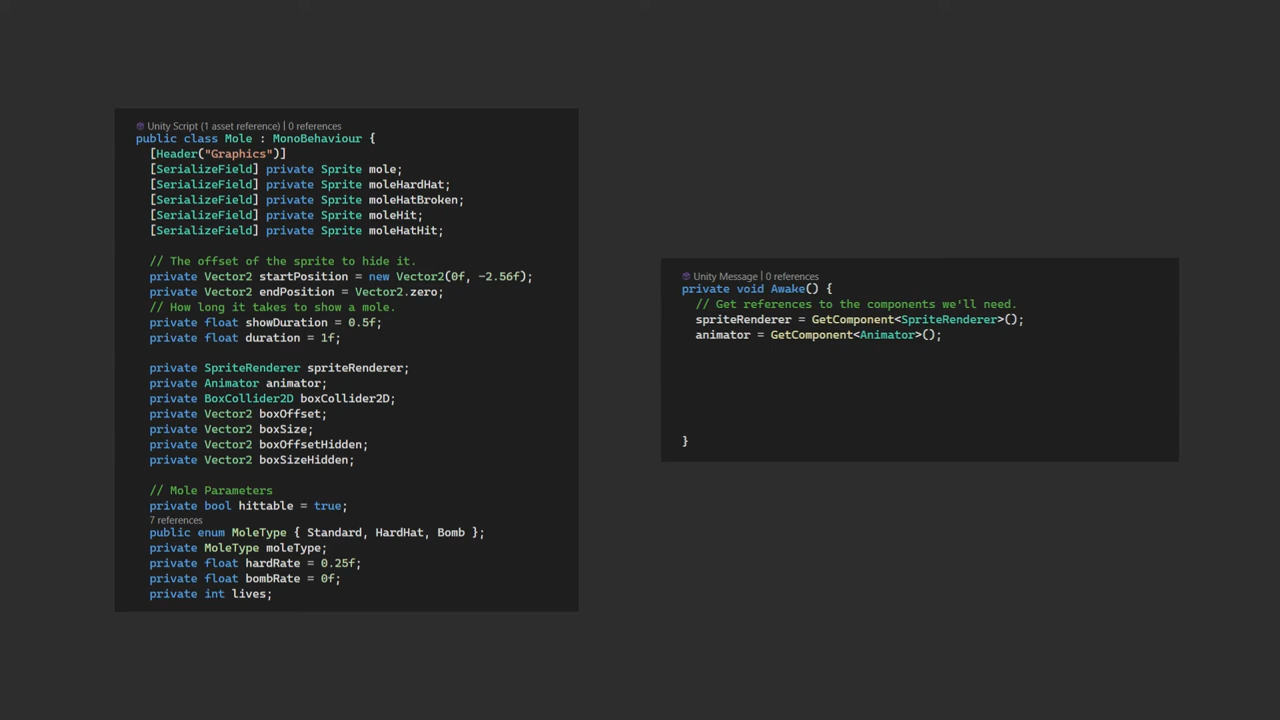 Unity Script (1 asset reference) | 0 references
public class Mole : MonoBehaviour {
[Header("Graphics")]
[SerializeField] private Sprite mole;
[SerializeField] private Sprite moleHardHat;
[SerializeField] private Sprite moleHatBroken;
[SerializeField] private Sprite moleHit;
[SerializeField] private Sprite moleHatHit;
// The offset of the sprite to hide it.
private Vector2 startPosition = new Vector2(0f, -2.56f);
private Vector2 endPosition = Vector2.zero;
// How long it takes to show a mole.
private float showDuration = 0.5f;
private float duration = 1f;
private SpriteRenderer spriteRenderer;
private Animator animator;
private BoxCollider2D boxCollider2D;
private Vector2 boxOffset;
private Vector2 boxSize;
private Vector2 boxOffsetHidden;
private Vector2 boxSizeHidden;
// Mole Parameters
private bool hittable = true;
7 references
public enum MoleType { Standard, HardHat, Bomb };
private MoleType moleType;
private float hardRate = 0.25f;
private float bombRate = 0f;
private int lives;
Unity Message | 0 references
private void Awake() {
// Get references to the components we'll need.
spriteRenderer = GetComponent<SpriteRenderer>();
animator = GetComponent<Animator>();
}